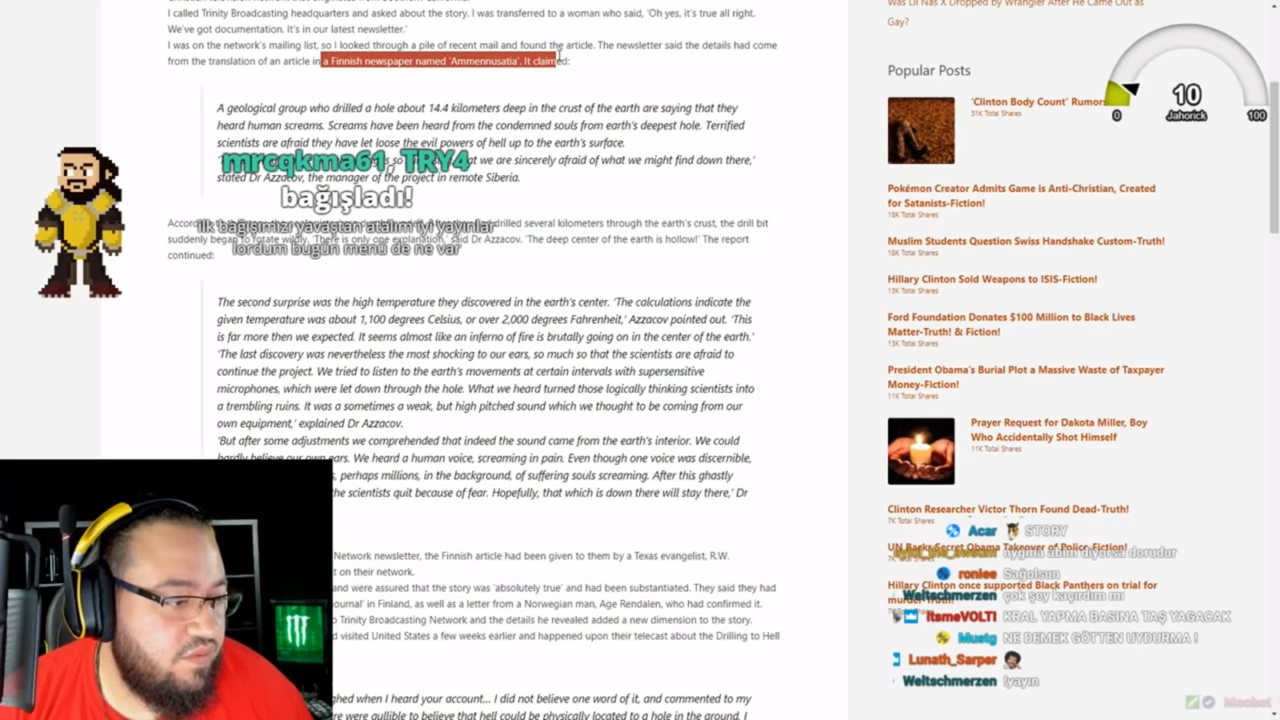 I called Trinity Broadcasting headquarters and asked about the story. I was transferred to a woman who said, 'Oh yes, it's true all right.
We've got documentation. It's in our latest newsletter.'
I was on the network's mailing list, so I looked through a pile of recent mail and found the article. The newsletter said the details had come
from the translation of an article in a Finnish newspaper named 'Ammennusatia'. It claimed:
A geological group who drilled a hole about 14.4 kilometers deep in the crust of the earth are saying that they
heard human screams. Screams have been heard from the condemned souls from earth's deepest hole. Terrified
scientists are afraid they have let loose the evil powers of hell up to the earth's surface.
that we are sincerely afraid of what we might find down there,'
stated Dr Azzacov, the manager of the project in remote Siberia.
mrcqkma61, TRY4
bağışladı!
ilk bağışımızı yavaştan atalım iyi yayınlar
lordum bugün menü de ne var
drilled several kilometers through the earth's crust, the drill bit
suddenly began to rotate wildly. 'There is only one explanation,' said Dr Azzacov. 'The deep center of the earth is hollow!' The report
continued:
The second surprise was the high temperature they discovered in the earth's center. 'The calculations indicate the
given temperature was about 1,100 degrees Celsius, or over 2,000 degrees Fahrenheit,' Azzacov pointed out. 'This
is far more then we expected. It seems almost like an inferno of fire is brutally going on in the center of the earth.'
'The last discovery was nevertheless the most shocking to our ears, so much so that the scientists are afraid to
continue the project. We tried to listen to the earth's movements at certain intervals with supersensitive
microphones, which were let down through the hole. What we heard turned those logically thinking scientists into
a trembling ruins. It was a sometimes a weak, but high pitched sound which we thought to be coming from our
own equipment,' explained Dr Azzacov.
'But after some adjustments we comprehended that indeed the sound came from the earth's interior. We could
hardly believe our own ears. We heard a human voice, screaming in pain. Even though one voice was discernible,
perhaps millions, in the background, of suffering souls screaming. After this ghastly
the scientists quit because of fear. Hopefully, that which is down there will stay there,' Dr
Network newsletter, the Finnish article had been given to them by a Texas evangelist, R.W.
t on their network.
and were assured that the story was 'absolutely true' and had been substantiated. They said they had
ournal' in Finland, as well as a letter from a Norwegian man, Age Rendalen, who had confirmed it.
o Trinity Broadcasting Network and the details he revealed added a new dimension to the story.
d visited United States a few weeks earlier and happened upon their telecast about the Drilling to Hell
ghed when I heard your account... I did not believe one word of it, and commented to my
re were gullible to believe that hell could be physically located to a hole in the ground. I
Was Lil Nas X Dropped by Wrangler After He Came Out as
Gay?
Popular Posts
10
Jahorick
0
100
'Clinton Body Count' Rumors
31K Total Shares
Pokémon Creator Admits Game is Anti-Christian, Created
for Satanists-Fiction!
18K Total Shares
Muslim Students Question Swiss Handshake Custom-Truth!
18K Total Shares
Hillary Clinton Sold Weapons to ISIS-Fiction!
13K Total Shares
Ford Foundation Donates $100 Million to Black Lives
Matter-Truth! & Fiction!
13K Total Shares
President Obama's Burial Plot a Massive Waste of Taxpayer
Money-Fiction!
11K Total Shares
Prayer Request for Dakota Miller, Boy
Who Accidentally Shot Himself
11K Total Shares
Clinton Researcher Victor Thorn Found Dead-Truth!
7K Total Shares
Acar STORY
UN Backs Secret Obama Takeover of Police-Fiction!
abim diyorsa dorudur
ronlee Sağolsun
Hillary Clinton once supported Black Panthers on trial for
Weltschmerzen çok şey kaçırdım mı
ItsmeVOLTI KRAL YAPMA BASINA TAŞ YAGACAK
Mustg NE DEMEK GÖTTEN UYDURMA !
Lunath_Sarper
Weltschmerzen !yayın